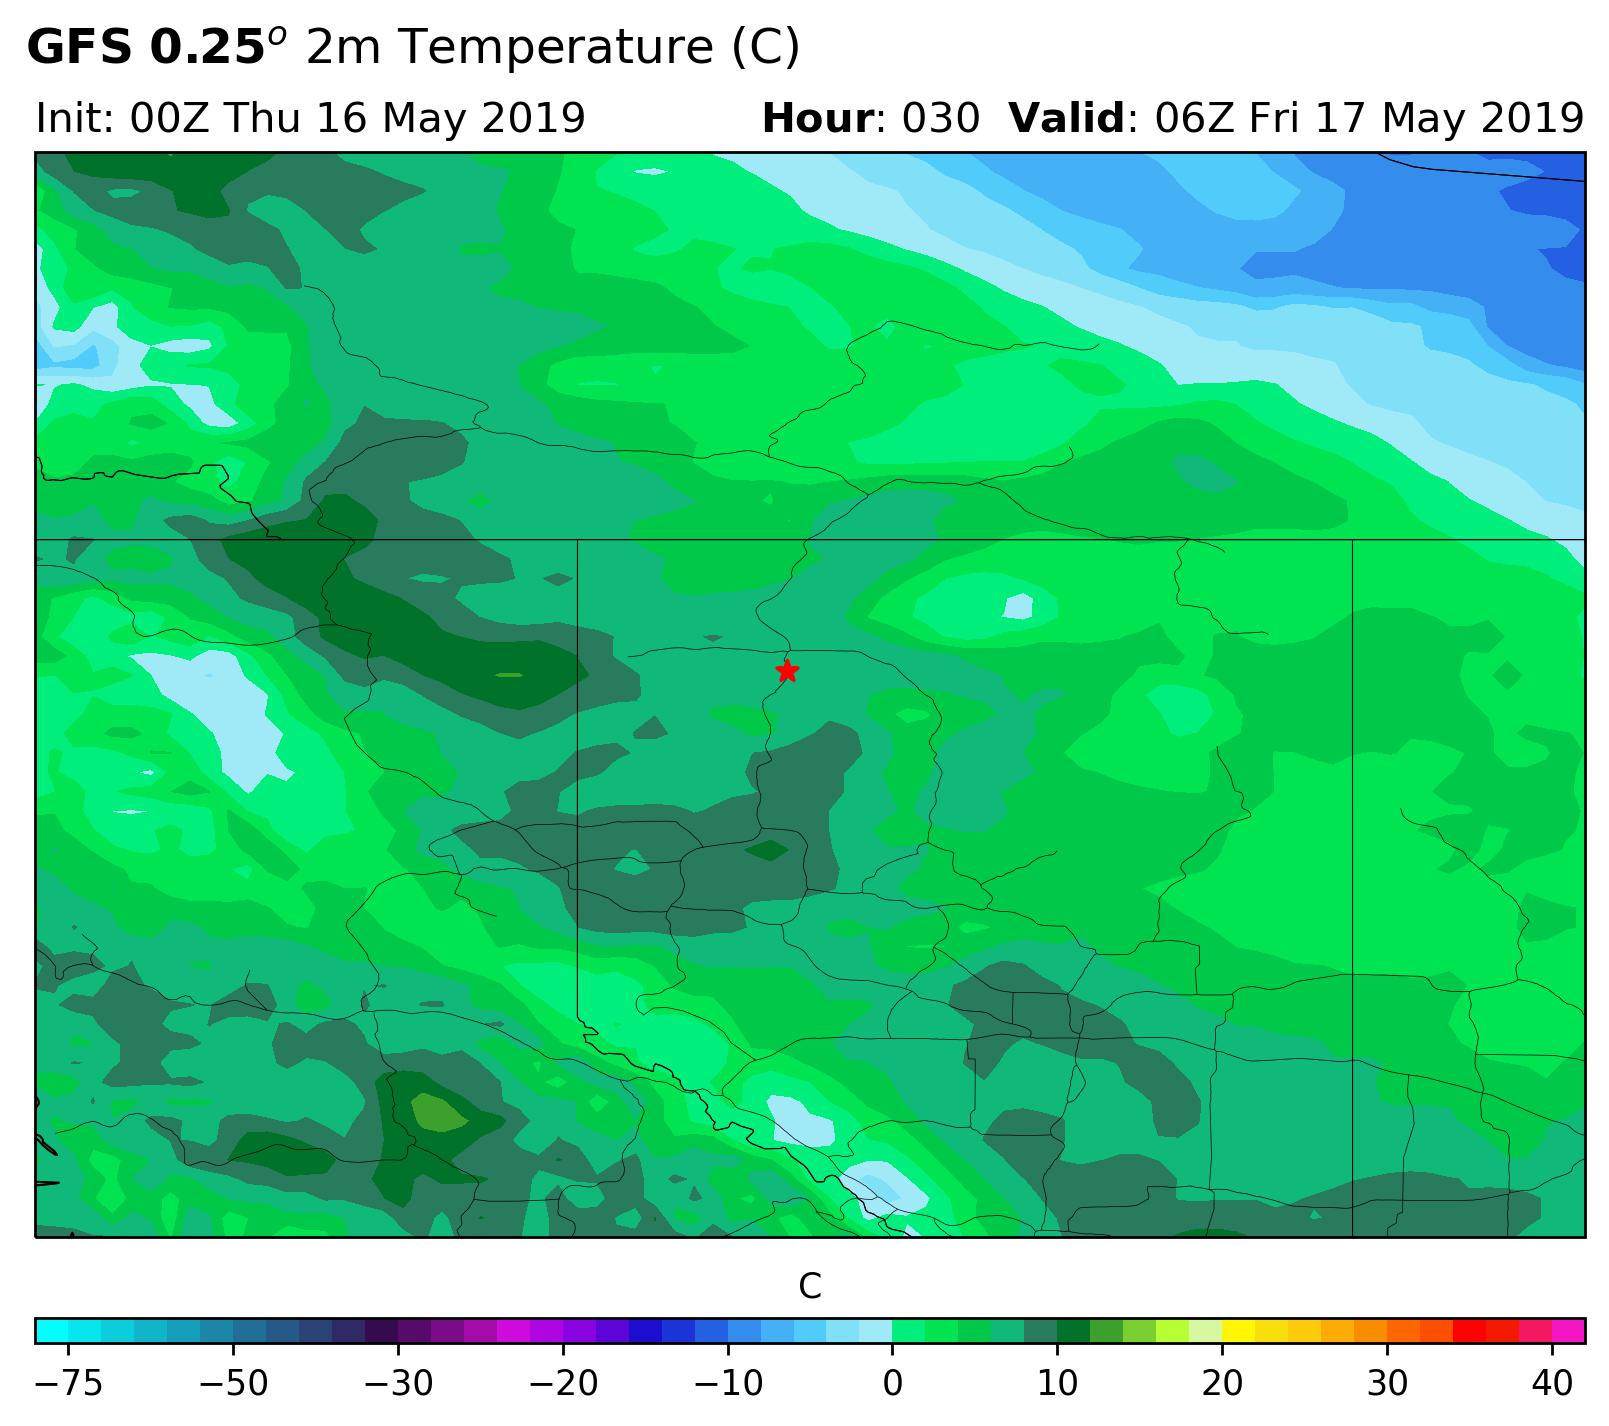 GFS 0.25° 2m Temperature (C)
Init: 00Z Thu 16 May 2019 Hour: 030 Valid: 06Z Fri 17 May 2019
C
−75 −50 −30 −20 −10 0 10 20 30 40